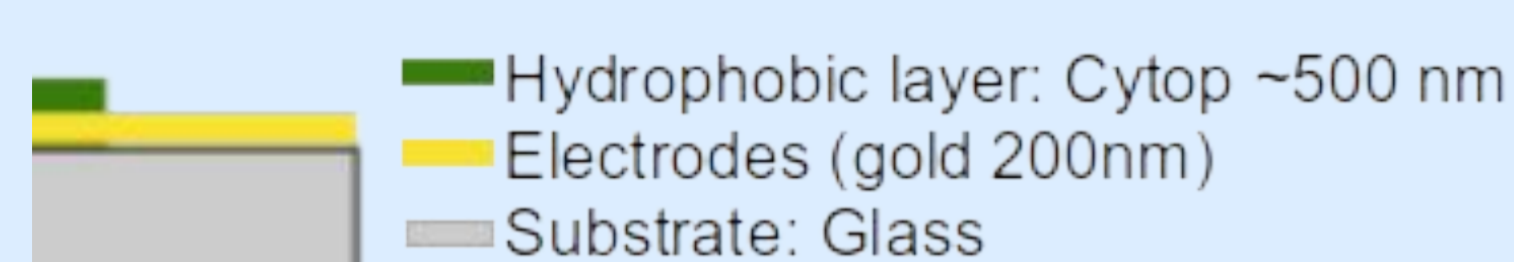 Hydrophobic layer: Cytop ~500 nm
Electrodes (gold 200nm)
Substrate: Glass